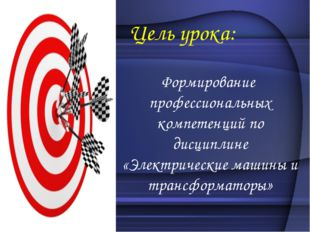 Цель урока:
Формирование
профессиональных
компетенций по
дисциплине
«Электрические машины и
трансформаторы»